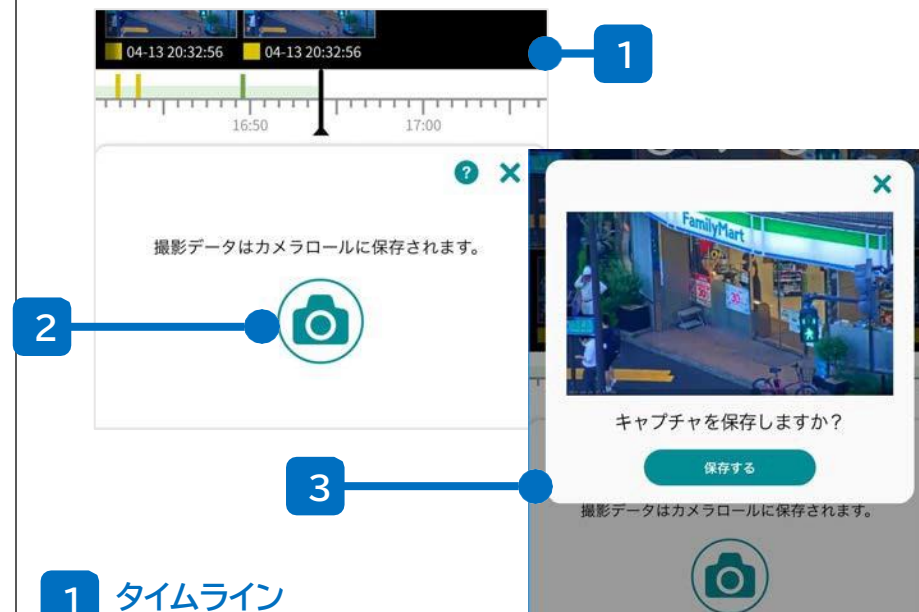 04-13 20:32:56
04-13 20:32:56
1
16:50
17:00
?
撮影データはカメラロールに保存されます。
2
FamilyMart
30
30
キャプチャを保存しますか？
保存する
3
撮影データはカメラロールに保存されます。
1 タイムライン